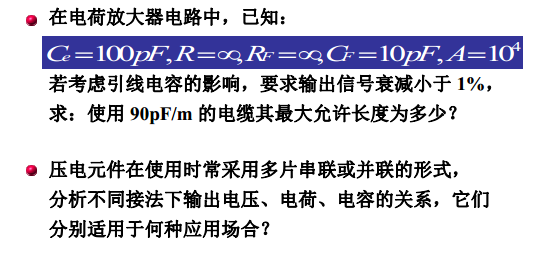 在电荷放大器电路中，已知：
Ce=100pF,R=∞,RF=∞,CF=10pF,A=10⁴
若考虑引线电容的影响，要求输出信号衰减小于 1%，
求：使用 90pF/m 的电缆其最大允许长度为多少？
压电元件在使用时常采用多片串联或并联的形式，
分析不同接法下输出电压、电荷、电容的关系，它们
分别适用于何种应用场合？